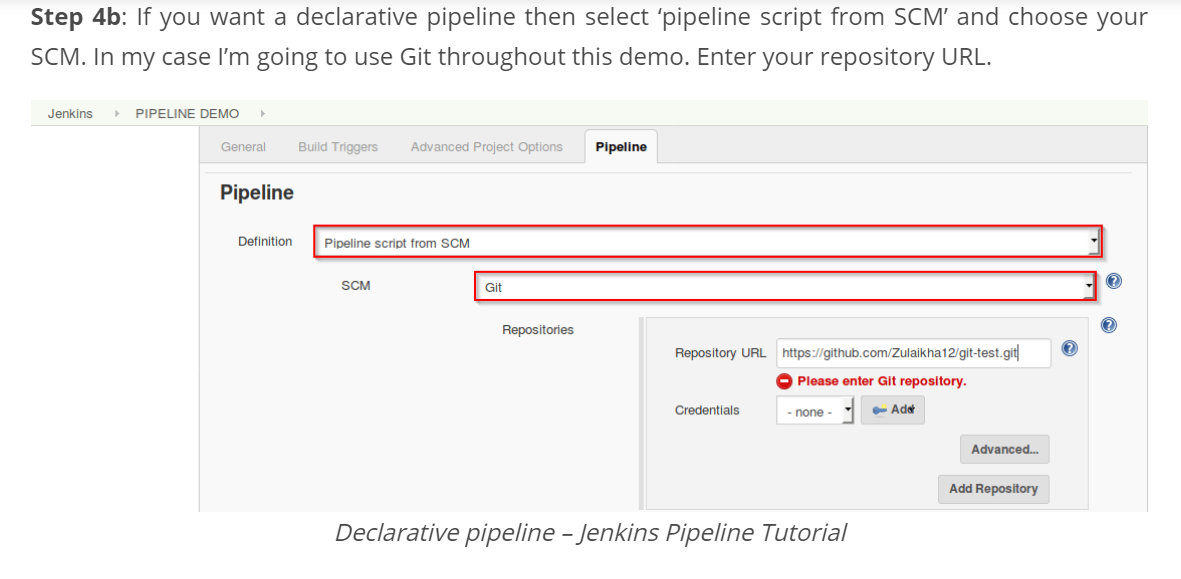 Step 4b: If you want a declarative pipeline then select ‘pipeline script from SCM’ and choose your
SCM. In my case I’m going to use Git throughout this demo. Enter your repository URL.
Jenkins PIPELINE DEMO
General Build Triggers Advanced Project Options Pipeline
Pipeline
Definition Pipeline script from SCM
SCM Git
Repositories
Repository URL https://github.com/Zulaikha12/git-test.git
Please enter Git repository.
Credentials - none - Add
Advanced...
Add Repository
Declarative pipeline – Jenkins Pipeline Tutorial